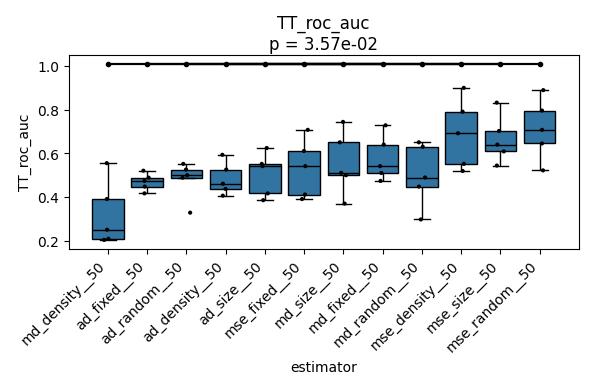 TT_roc_auc
p = 3.57e-02
TT_roc_auc
1.0
0.8
0.6
0.4
0.2
md_density__50
ad_fixed__50
ad_random__50
ad_density__50
ad_size__50
mse_fixed__50
md_size__50
md_fixed__50
md_random__50
mse_density__50
mse_size__50
mse_random__50
estimator